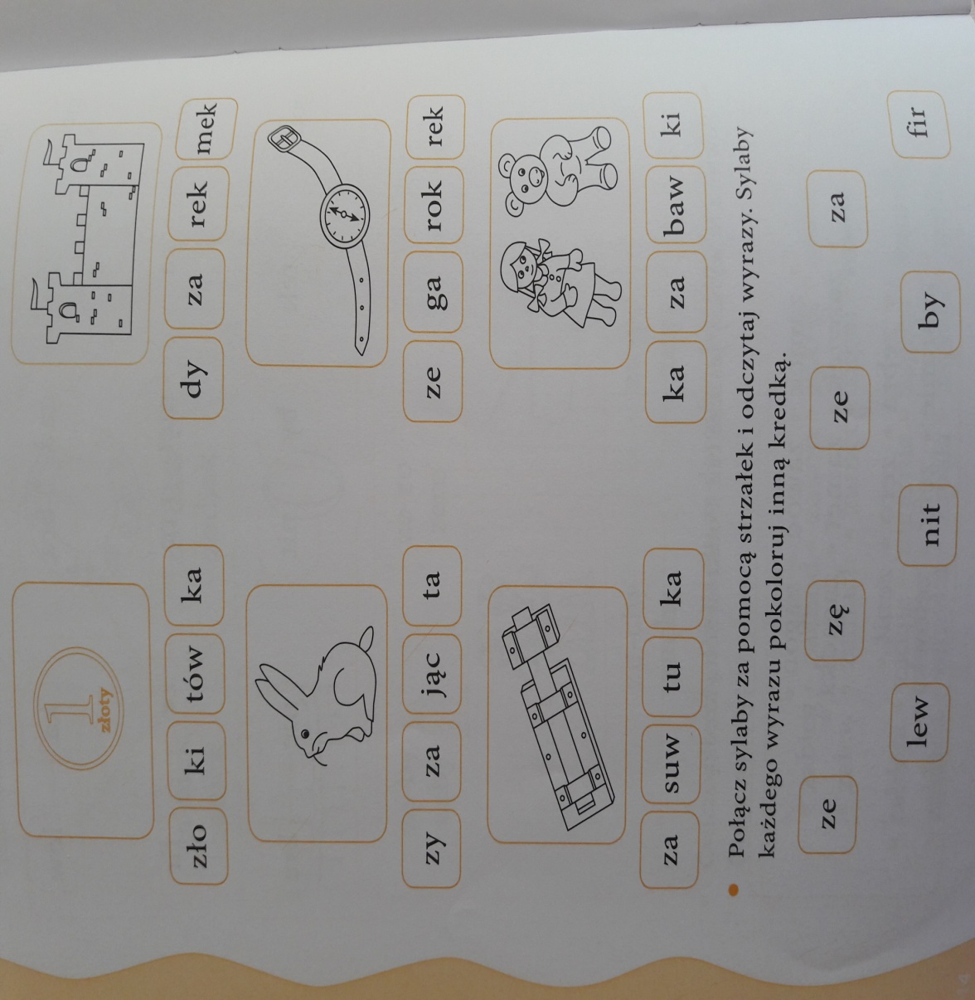 1
złoty
zło ki tów ka
dy za rek mek
zy za jąc ta
ze ga rok rek
za suw tu ka
ka za baw ki
Połącz sylaby za pomocą strzałek i odczytaj wyrazy. Sylaby
każdego wyrazu pokoloruj inną kredką.
ze zę ze za
lew nit by fir